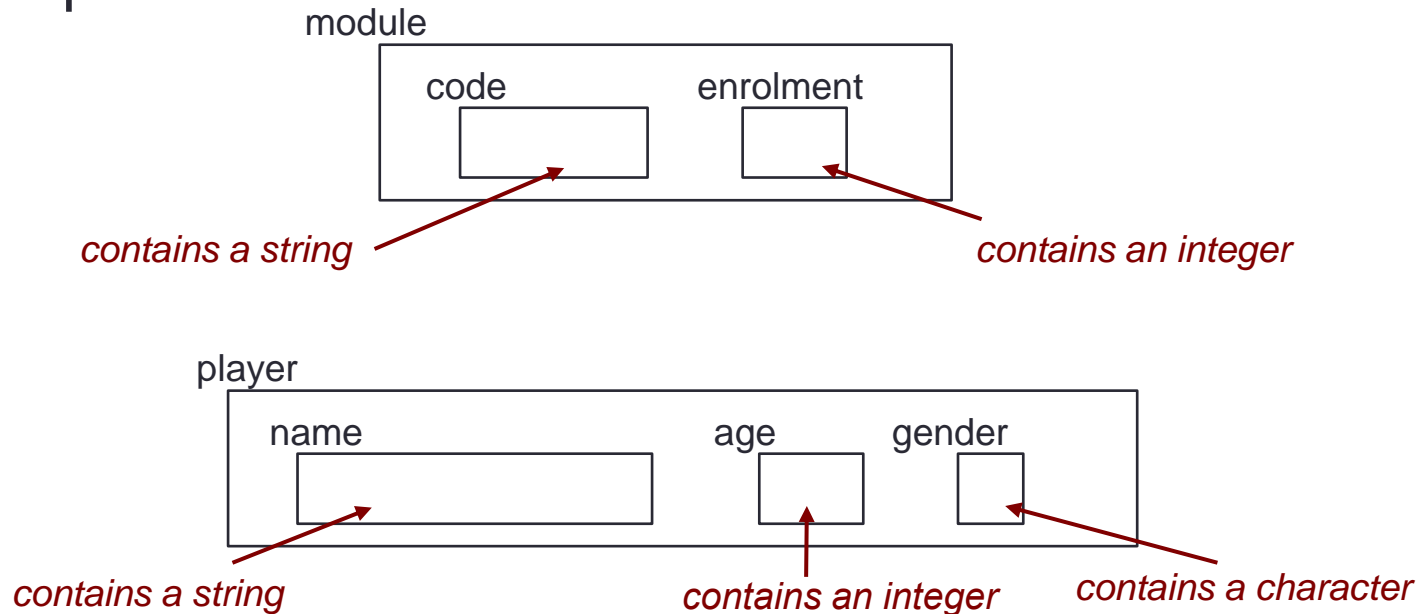 module
code enrolment
contains a string contains an integer
player
name age gender
contains a string contains an integer contains a character